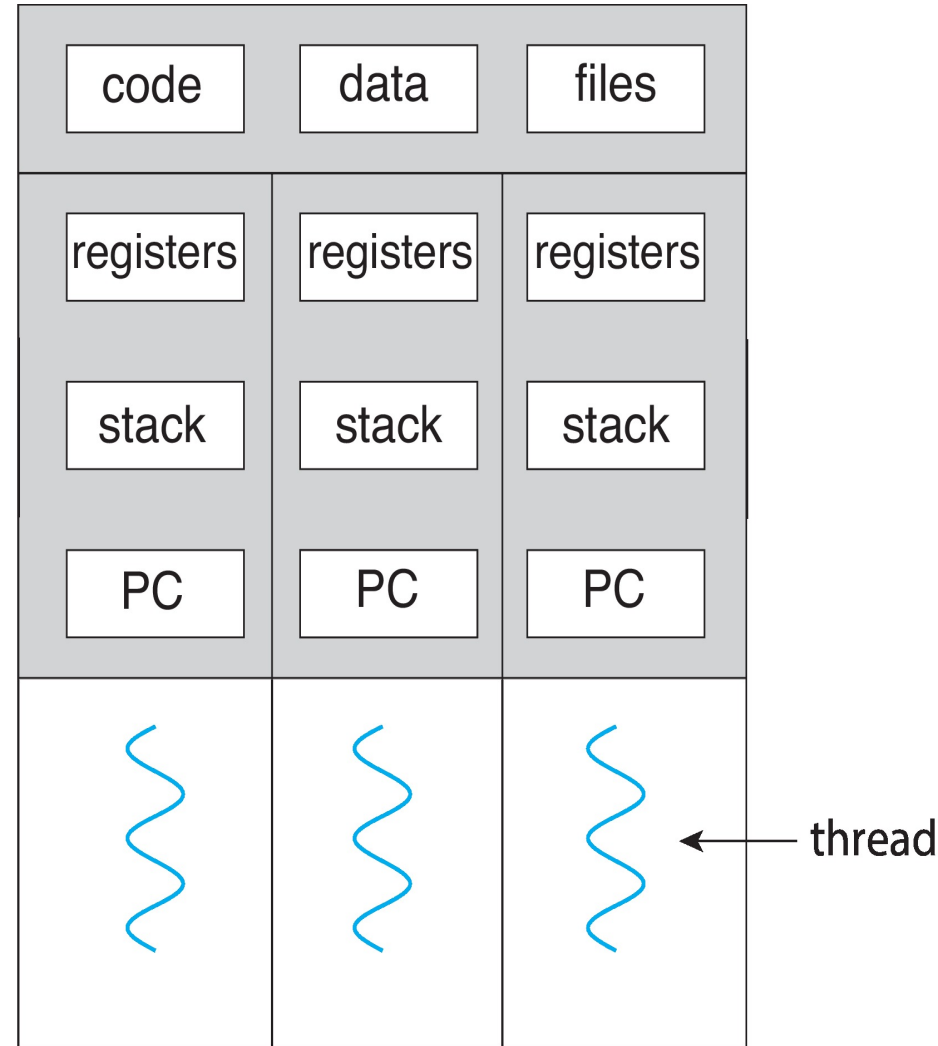 code data files
registers registers registers
stack stack stack
PC PC PC
thread